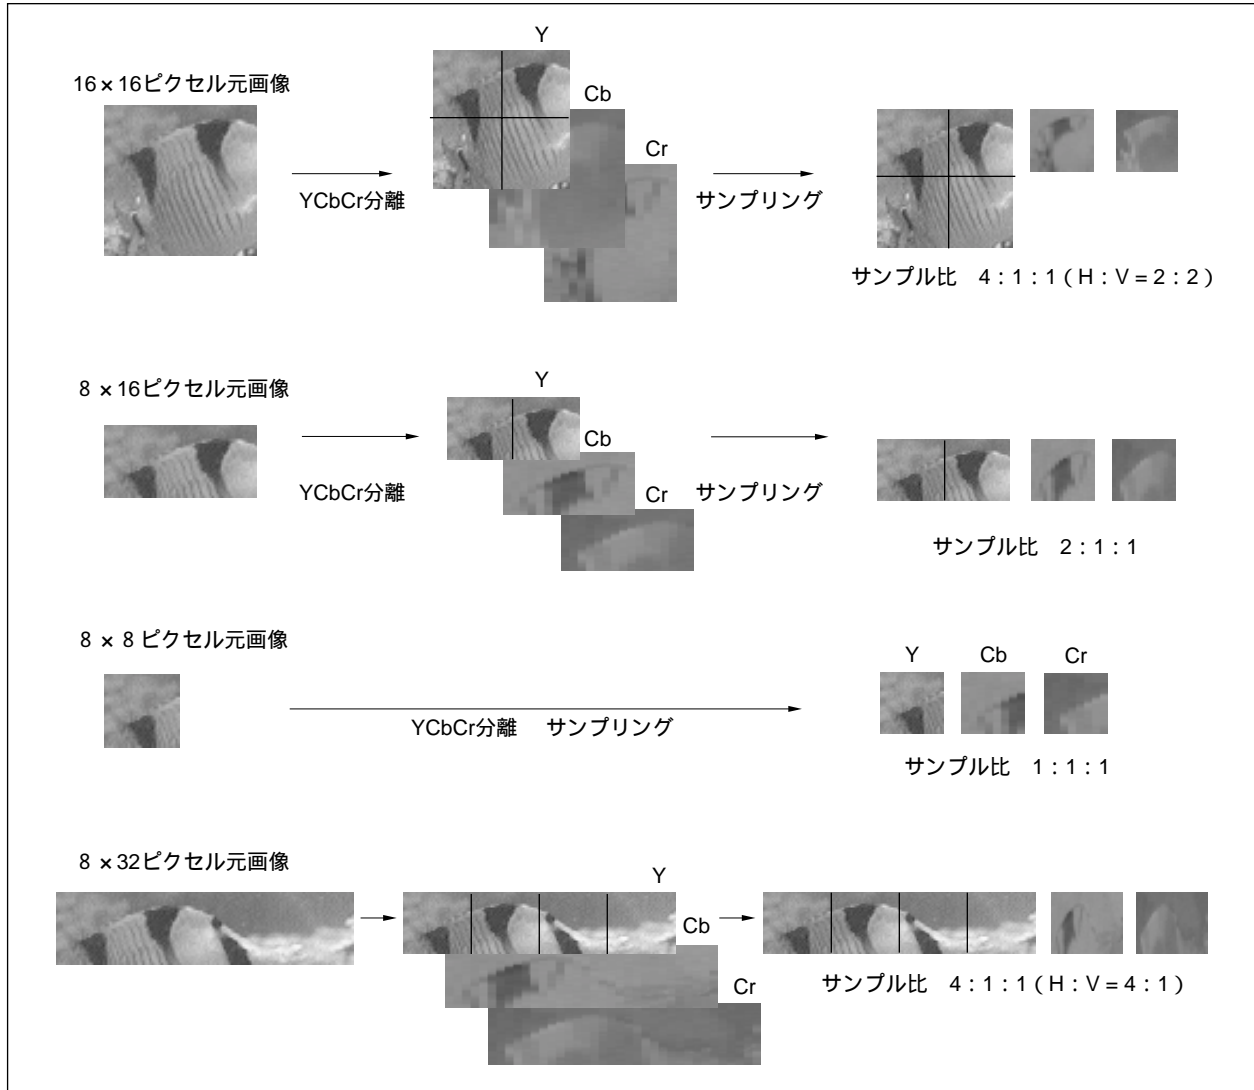 Y
16×16ピクセル元画像
Cb
Cr
YCbCr分離
サンプリング
サンプル比 4：1：1（H：V＝2：2）
8×16ピクセル元画像
Y
Cb
YCbCr分離
Cr
サンプリング
サンプル比 2：1：1
8×8ピクセル元画像
Y
Cb
Cr
YCbCr分離 サンプリング
サンプル比 1：1：1
8×32ピクセル元画像
Y
Cb
Cr
サンプル比 4：1：1（H：V＝4：1）